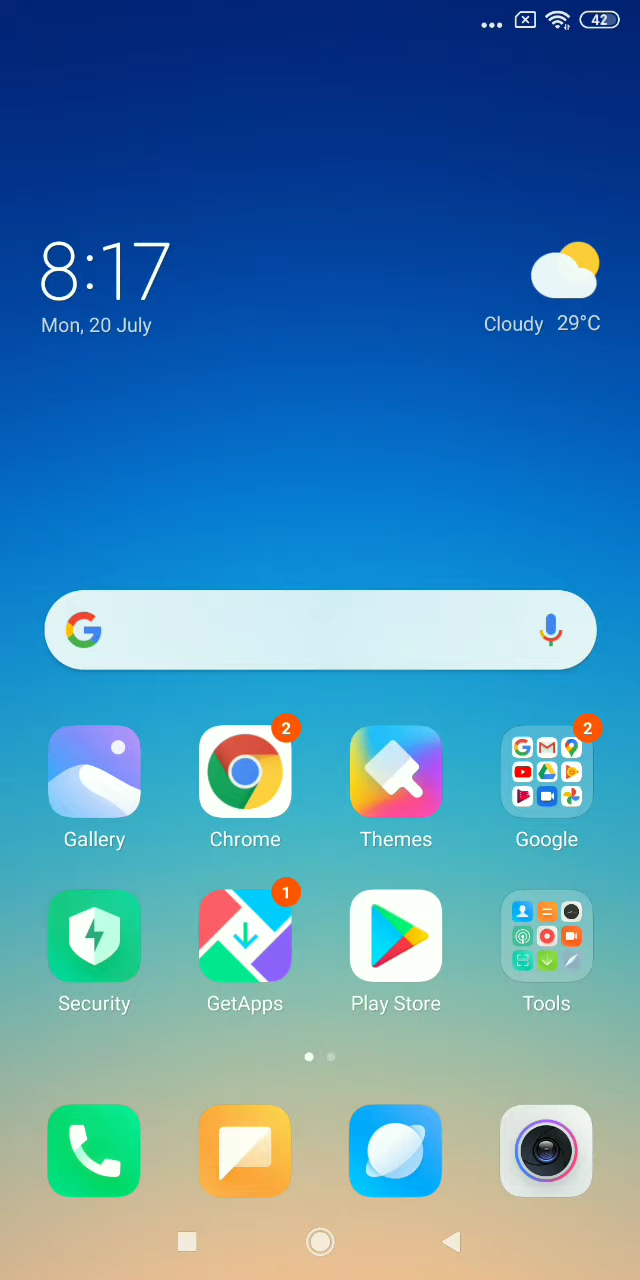 42
8:17
Mon, 20 July
Cloudy 29°C
2
2
Gallery
Chrome
Themes
Google
1
Security
GetApps
Play Store
Tools